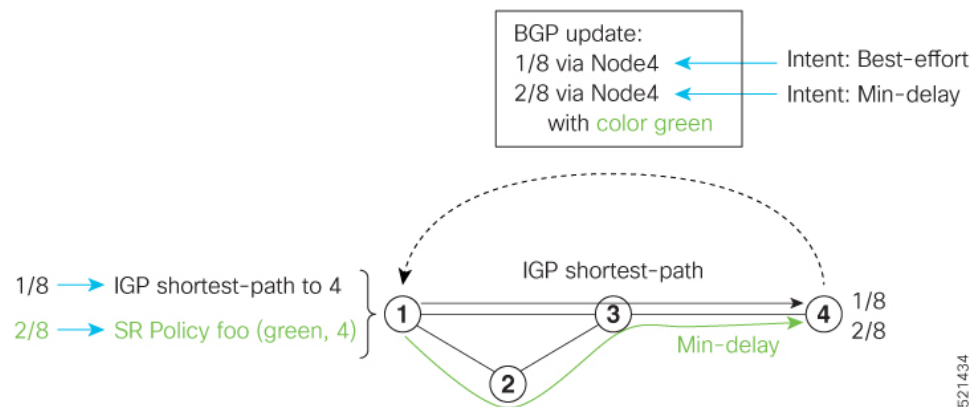 BGP update:
1/8 via Node4
Intent: Best-effort
2/8 via Node4
Intent: Min-delay
with color green
IGP shortest-path
1/8
IGP shortest-path to 4
2/8
SR Policy foo (green, 4)
1
3
4
1/8
2/8
Min-delay
2
521434